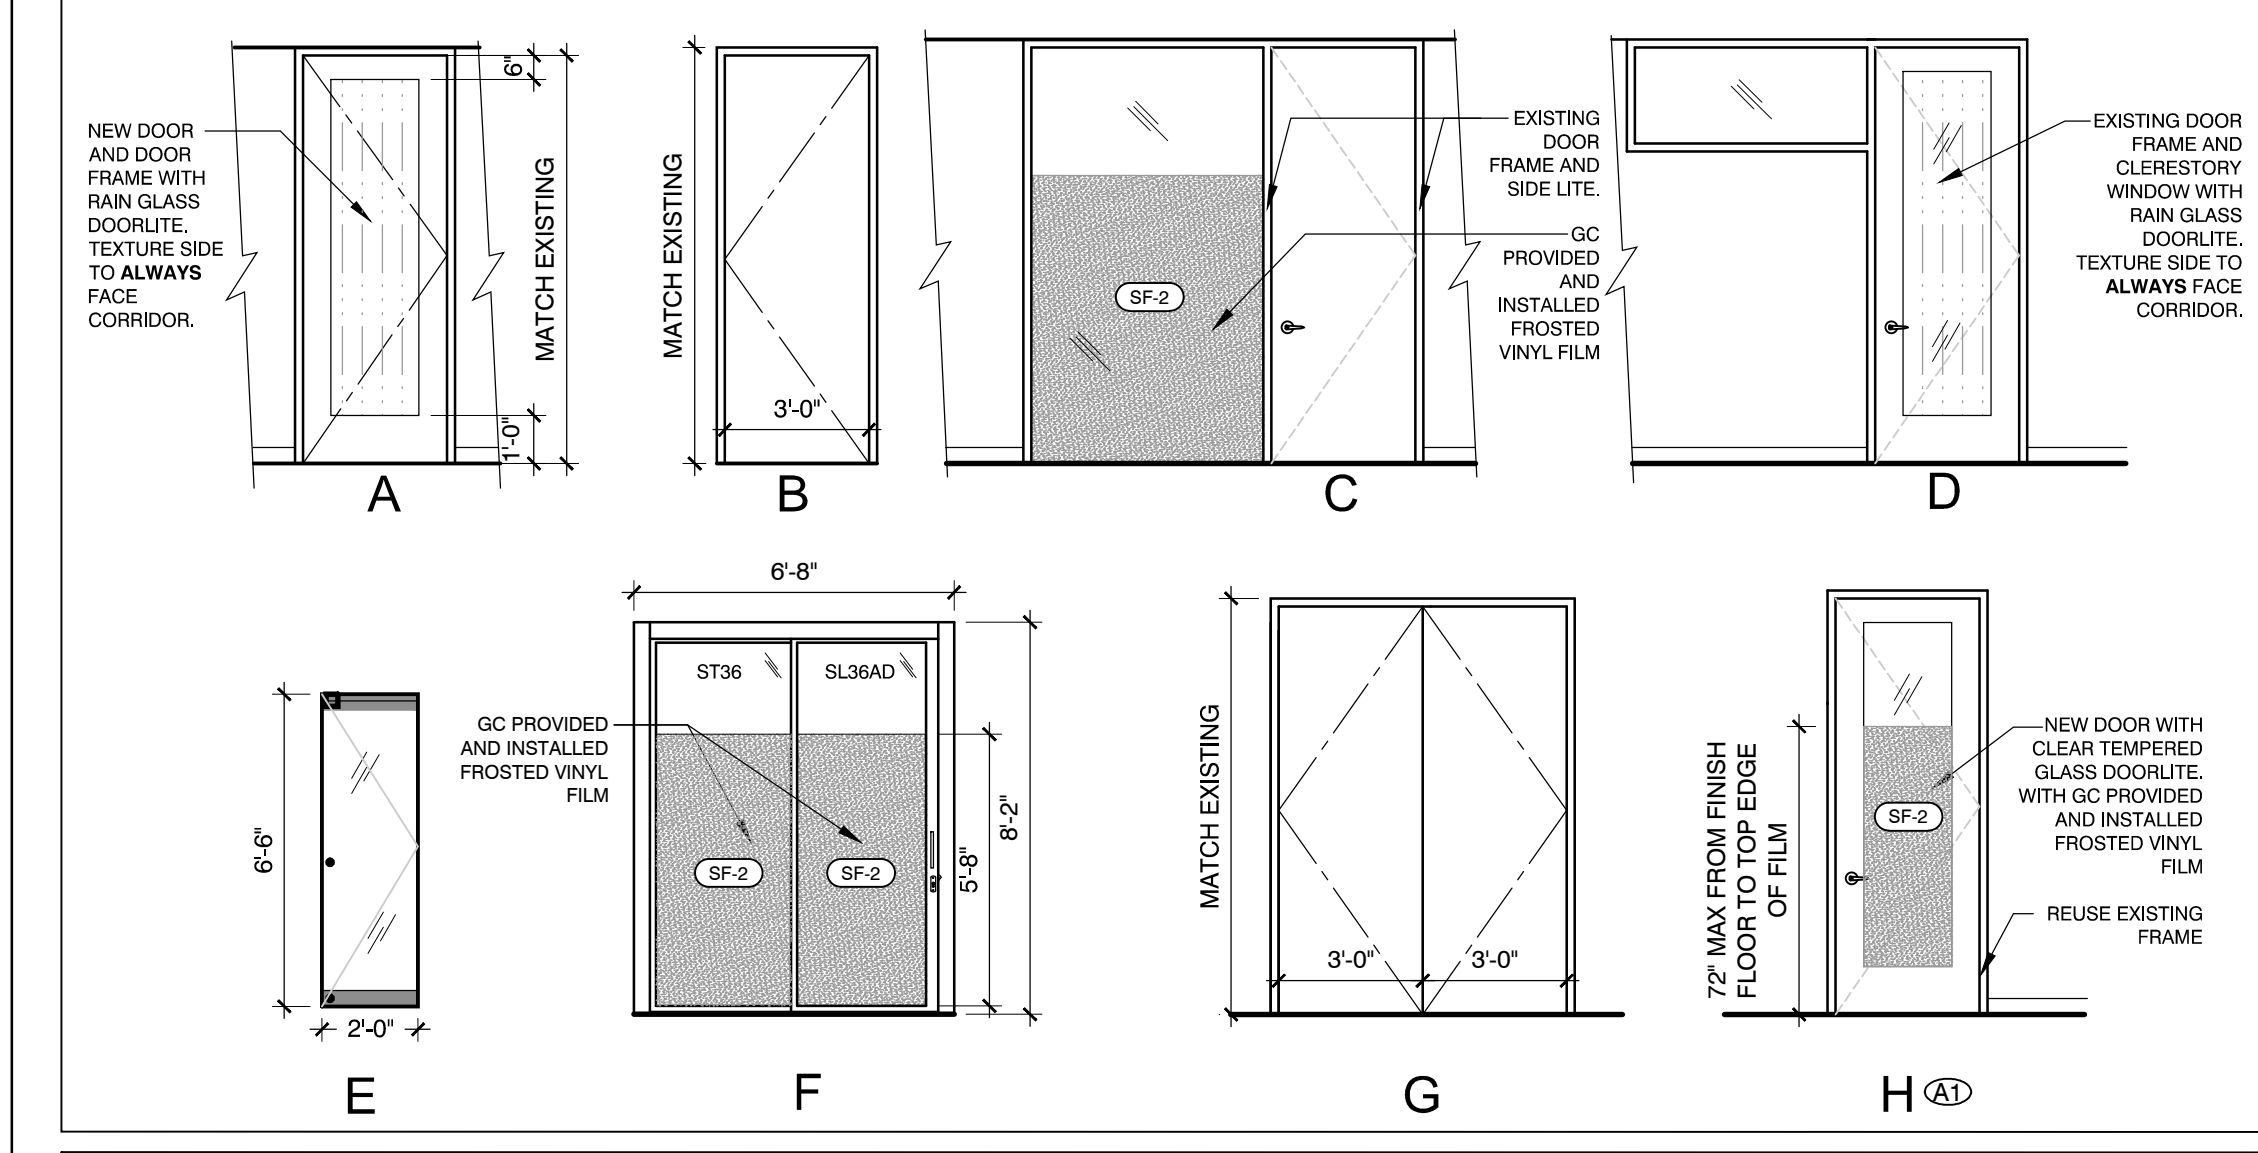 NEW DOOR
AND DOOR
FRAME WITH
RAIN GLASS
DOORLITE.
TEXTURE SIDE
TO ALWAYS
FACE
CORRIDOR.
6"
MATCH EXISTING
1'-0"
A
MATCH EXISTING
3'-0"
B
SF-2
EXISTING
DOOR
FRAME AND
SIDE LITE.
GC
PROVIDED
AND
INSTALLED
FROSTED
VINYL FILM
C
EXISTING DOOR
FRAME AND
CLERESTORY
WINDOW WITH
RAIN GLASS
DOORLITE.
TEXTURE SIDE TO
ALWAYS FACE
CORRIDOR.
D
6'-6"
2'-0"
E
6'-8"
ST36
SL36AD
GC PROVIDED
AND INSTALLED
FROSTED VINYL
FILM
SF-2
SF-2
5'-8"
8'-2"
F
MATCH EXISTING
3'-0"
3'-0"
G
72" MAX FROM FINISH
FLOOR TO TOP EDGE
OF FILM
SF-2
NEW DOOR WITH
CLEAR TEMPERED
GLASS DOORLITE.
WITH GC PROVIDED
AND INSTALLED
FROSTED VINYL
FILM
REUSE EXISTING
FRAME
H A1